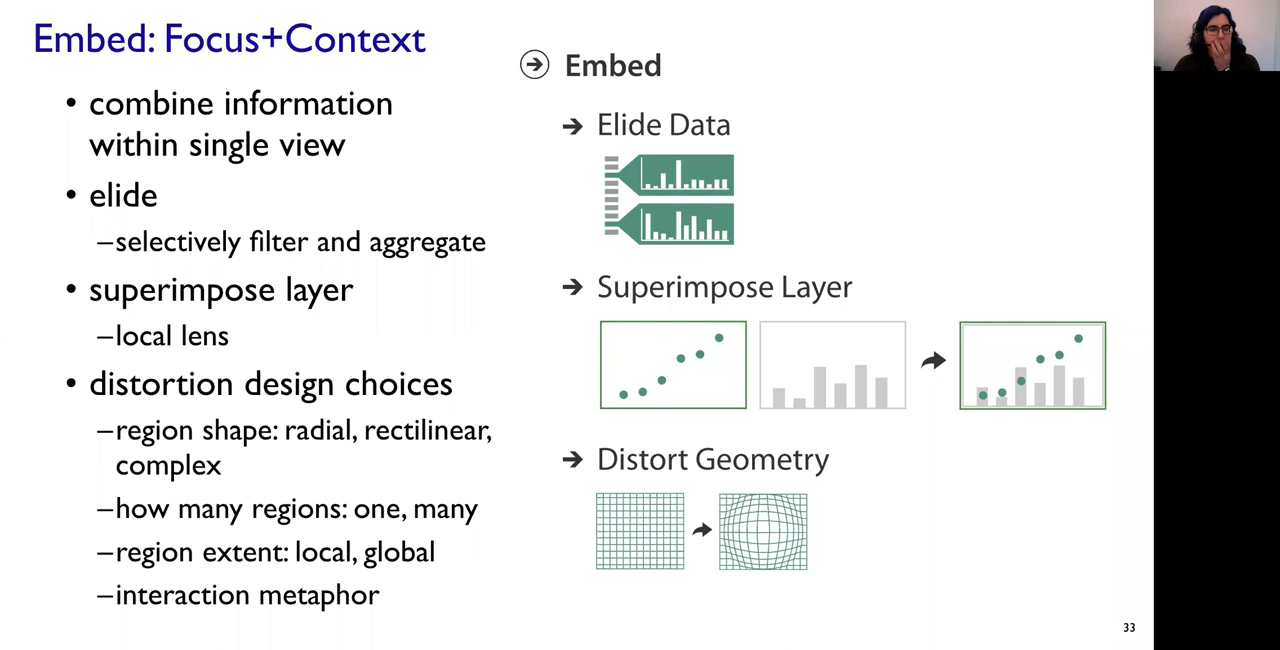 Embed: Focus+Context
• combine information
within single view
• elide
–selectively filter and aggregate
• superimpose layer
–local lens
• distortion design choices
–region shape: radial, rectilinear,
complex
–how many regions: one, many
–region extent: local, global
–interaction metaphor
Embed
Elide Data
Superimpose Layer
Distort Geometry
33